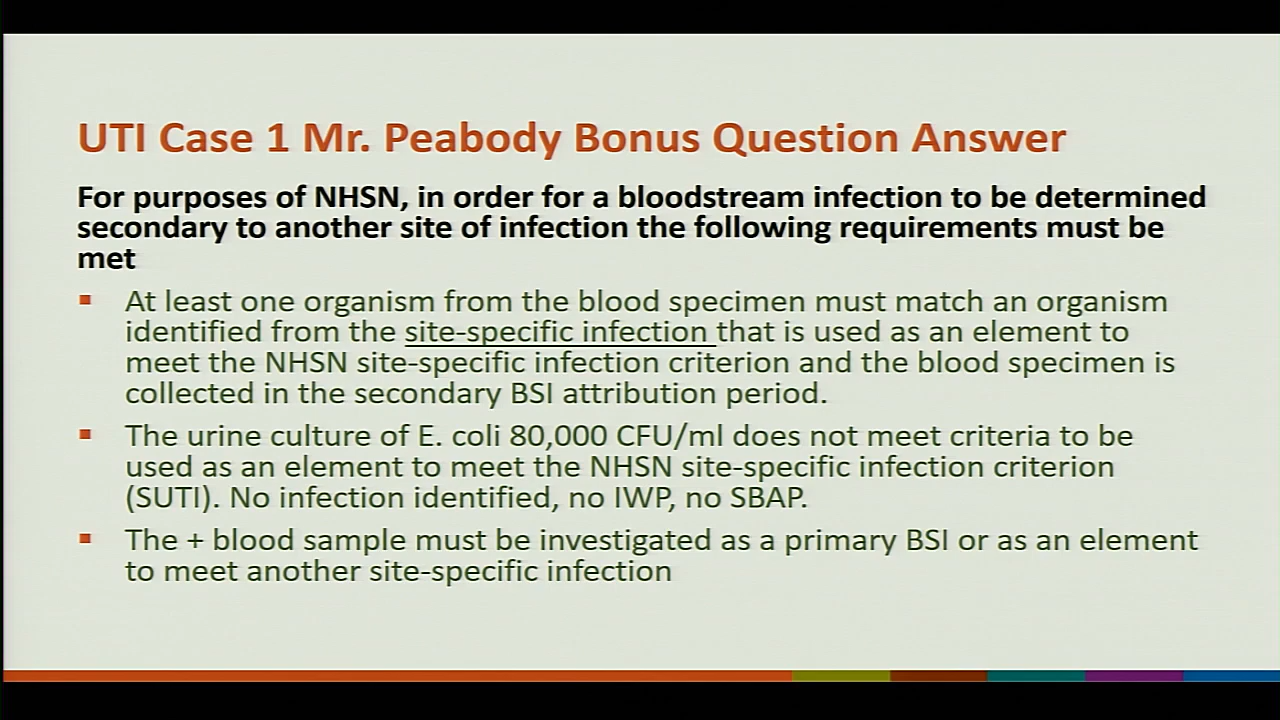 UTI Case 1 Mr. Peabody Bonus Question Answer
For purposes of NHSN, in order for a bloodstream infection to be determined
secondary to another site of infection the following requirements must be
met
▪ At least one organism from the blood specimen must match an organism
identified from the site-specific infection that is used as an element to
meet the NHSN site-specific infection criterion and the blood specimen is
collected in the secondary BSI attribution period.
▪ The urine culture of E. coli 80,000 CFU/ml does not meet criteria to be
used as an element to meet the NHSN site-specific infection criterion
(SUTI). No infection identified, no IWP, no SBAP.
▪ The + blood sample must be investigated as a primary BSI or as an element
to meet another site-specific infection